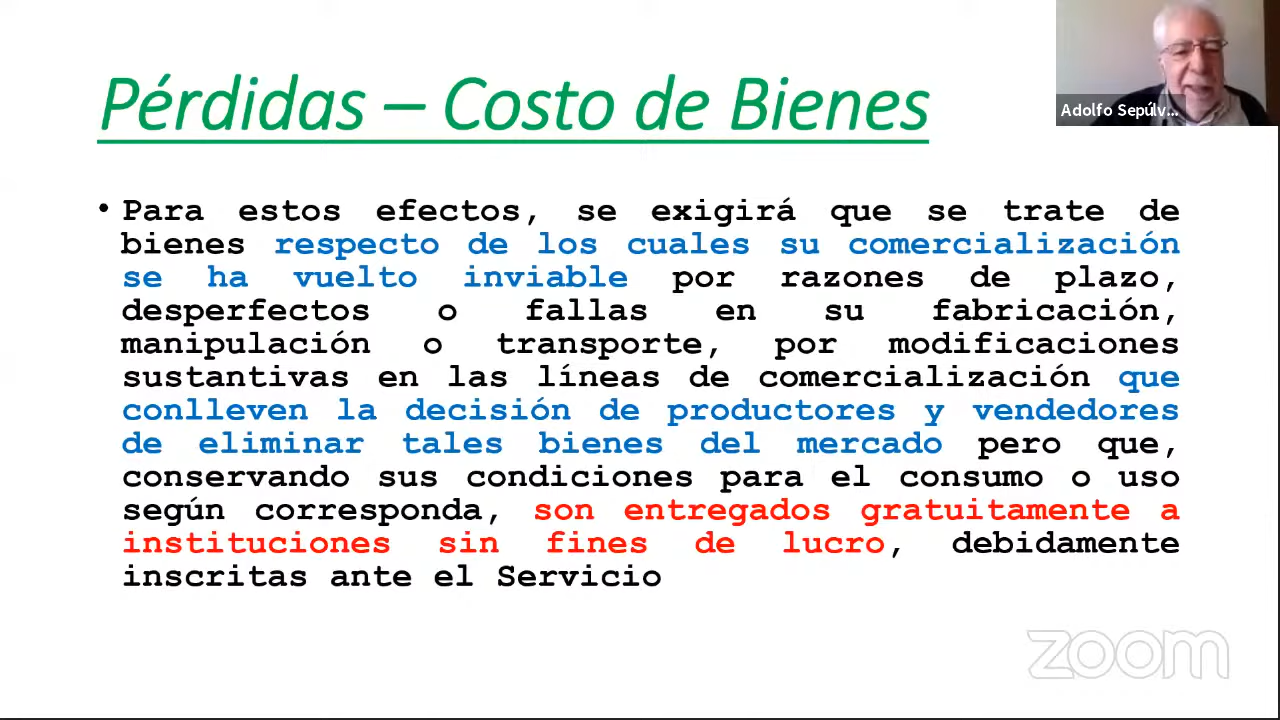 Pérdidas – Costo de Bienes
Adolfo Sepúlv...
• Para estos efectos, se exigirá que se trate de
bienes respecto de los cuales su comercialización
se ha vuelto inviable por razones de plazo,
desperfectos o fallas en su fabricación,
manipulación o transporte, por modificaciones
sustantivas en las líneas de comercialización que
conlleven la decisión de productores y vendedores
de eliminar tales bienes del mercado pero que,
conservando sus condiciones para el consumo o uso
según corresponda, son entregados gratuitamente a
instituciones sin fines de lucro, debidamente
inscritas ante el Servicio
zoom